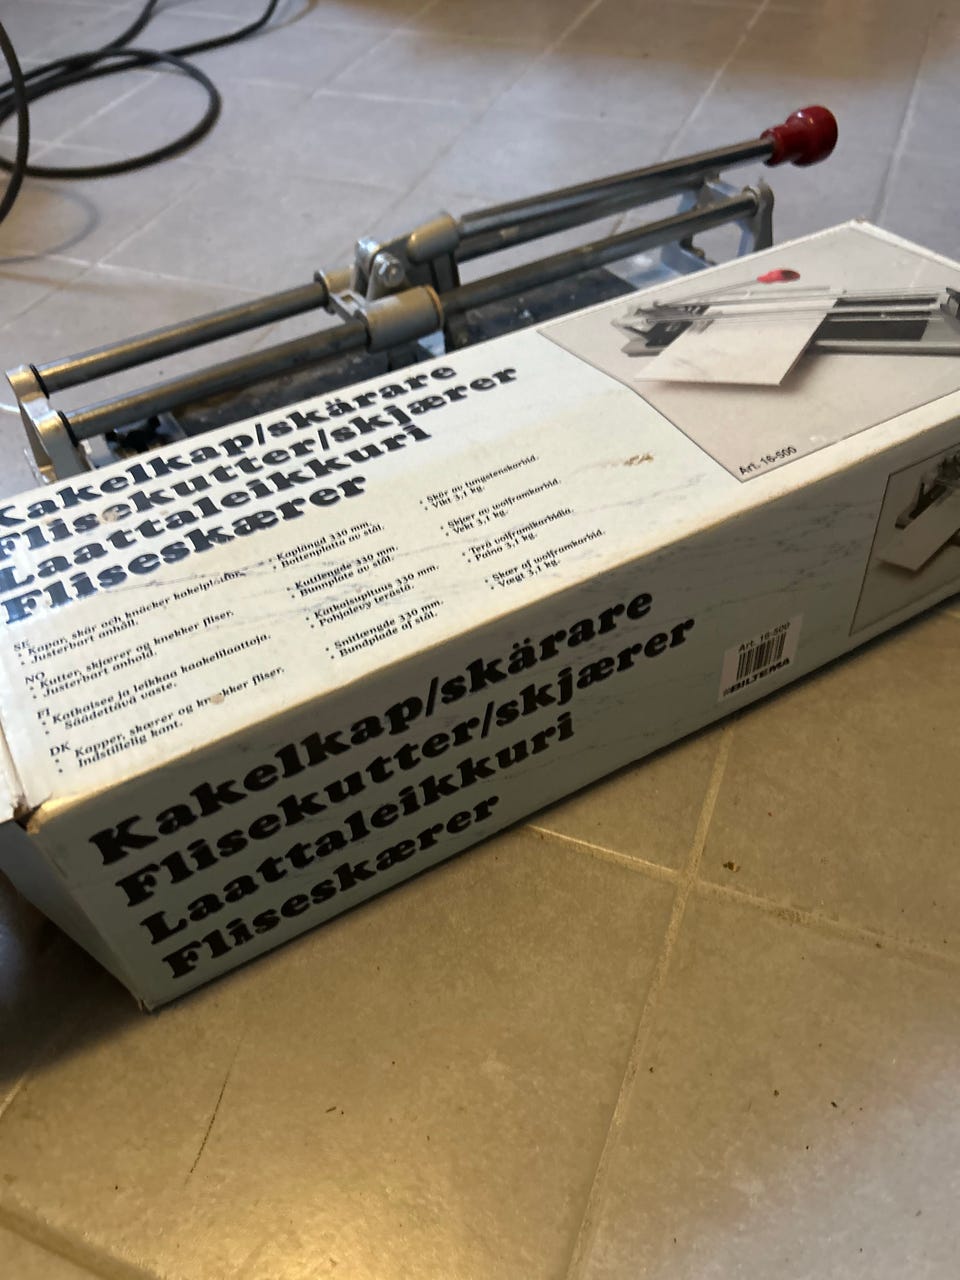 Kakelkap/skärare
Flisekutter/skjærer
Laattaleikkuri
Fliseskærer
Art. 16-500
SE
• Kapar, skär och knäcker kakelplattor.
• Justerbart anhåll.
• Kaplängd 330 mm.
• Bottenplatta av stål.
• Skär av tungstenskarbid.
• Vikt 3,1 kg.
NO
• Kutter, skjærer og knekker fliser.
• Justerbart anhold.
• Kuttlengde 330 mm.
• Bunnplate av stål.
• Skjær av wolframkarbid.
• Vekt 3,1 kg.
FI
• Katkaisee ja leikkaa kaakelilaattoja.
• Säädettävä vaste.
• Katkaisupituus 330 mm.
• Pohjalevy terästä.
• Terä wolframikarbidia.
• Paino 3,1 kg.
DK
• Kapper, skærer og knækker fliser.
• Indstillelig kant.
• Snitlengde 330 mm.
• Bundplade af stål.
• Skær af wolframkarbid.
• Vægt 3,1 kg.
Kakelkap/skärare
Flisekutter/skjærer
Laattaleikkuri
Fliseskærer
Art. 16-500
BILTEMA